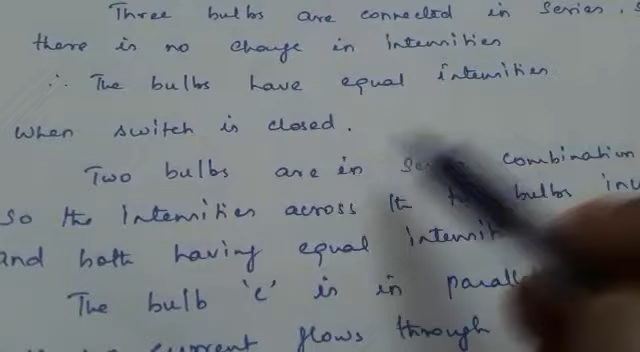 Three bulbs are connected in series. s
there is no change in intensities
∴ The bulbs have equal intensities
When switch is closed.
Two bulbs are in combination
so the intensities across bulbs
and both having equal
The bulb 'c' is in
current flows through